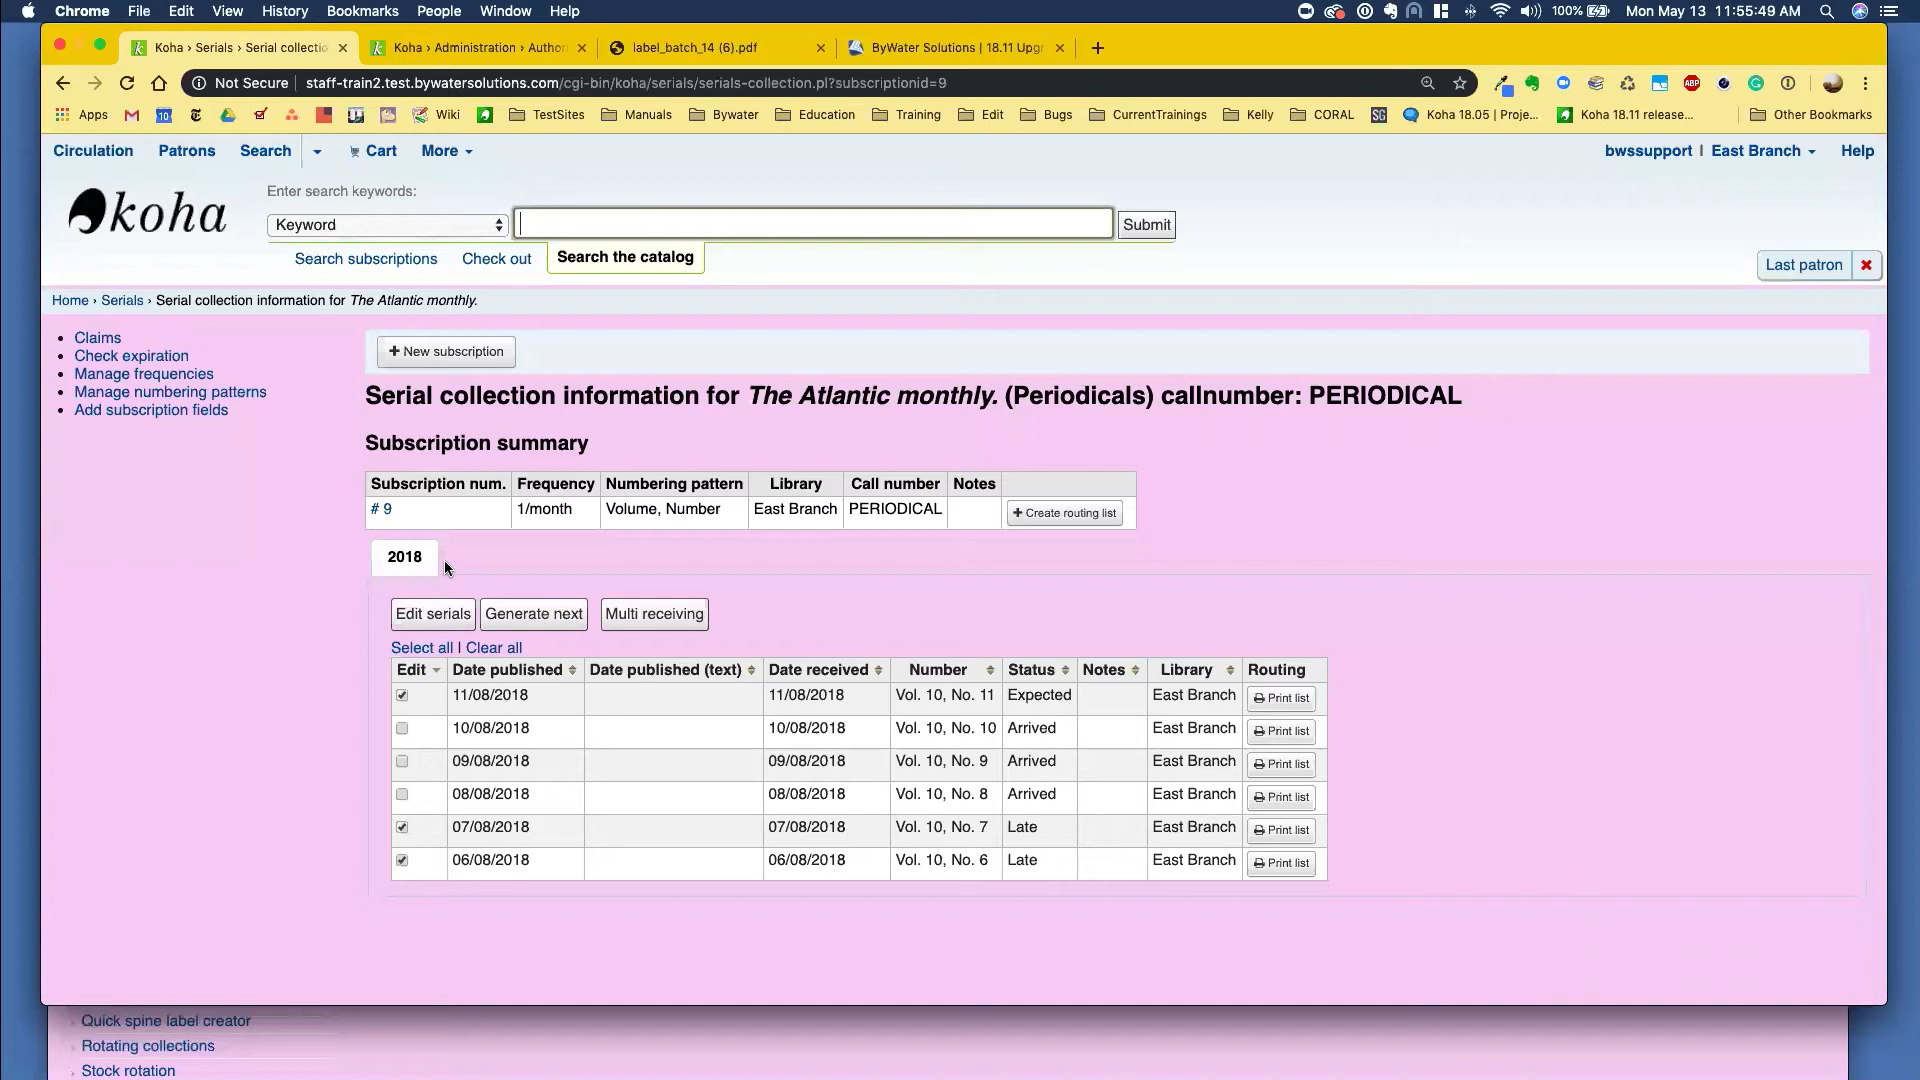 Chrome File Edit View History Bookmarks People Window Help 100% Mon May 13 11:55:49 AM
Koha › Serials › Serial collectio Koha › Administration › Author label_batch_14 (6).pdf ByWater Solutions | 18.11 Upgr
Not Secure staff-train2.test.bywatersolutions.com/cgi-bin/koha/serials/serials-collection.pl?subscriptionid=9
Apps Wiki TestSites Manuals Bywater Education Training Edit Bugs CurrentTrainings Kelly CORAL SG Koha 18.05 | Proje... Koha 18.11 release... Other Bookmarks
Circulation Patrons Search Cart More bwssupport | East Branch Help
Enter search keywords:
koha Keyword Submit
Search subscriptions Check out Search the catalog
Last patron
Home › Serials › Serial collection information for The Atlantic monthly.
Claims
Check expiration
Manage frequencies
Manage numbering patterns
Add subscription fields
+ New subscription
Serial collection information for The Atlantic monthly. (Periodicals) callnumber: PERIODICAL
Subscription summary
Subscription num. Frequency Numbering pattern Library Call number Notes
# 9 1/month Volume, Number East Branch PERIODICAL + Create routing list
2018
Edit serials Generate next Multi receiving
Select all | Clear all
Edit Date published Date published (text) Date received Number Status Notes Library Routing
11/08/2018 11/08/2018 Vol. 10, No. 11 Expected East Branch Print list
10/08/2018 10/08/2018 Vol. 10, No. 10 Arrived East Branch Print list
09/08/2018 09/08/2018 Vol. 10, No. 9 Arrived East Branch Print list
08/08/2018 08/08/2018 Vol. 10, No. 8 Arrived East Branch Print list
07/08/2018 07/08/2018 Vol. 10, No. 7 Late East Branch Print list
06/08/2018 06/08/2018 Vol. 10, No. 6 Late East Branch Print list
Quick spine label creator
Rotating collections
Stock rotation